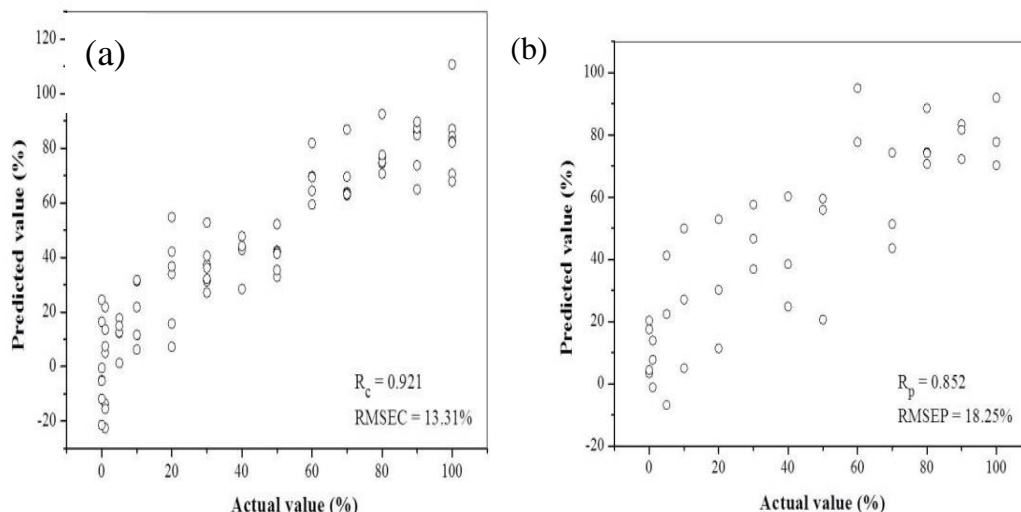 (a)
120
100
80
60
40
20
0
-20
Predicted value (%)
R_c = 0.921
RMSEC = 13.31%
0 20 40 60 80 100
Actual value (%)
(b)
100
80
60
40
20
0
-20
Predicted value (%)
R_p = 0.852
RMSEP = 18.25%
0 20 40 60 80 100
Actual value (%)